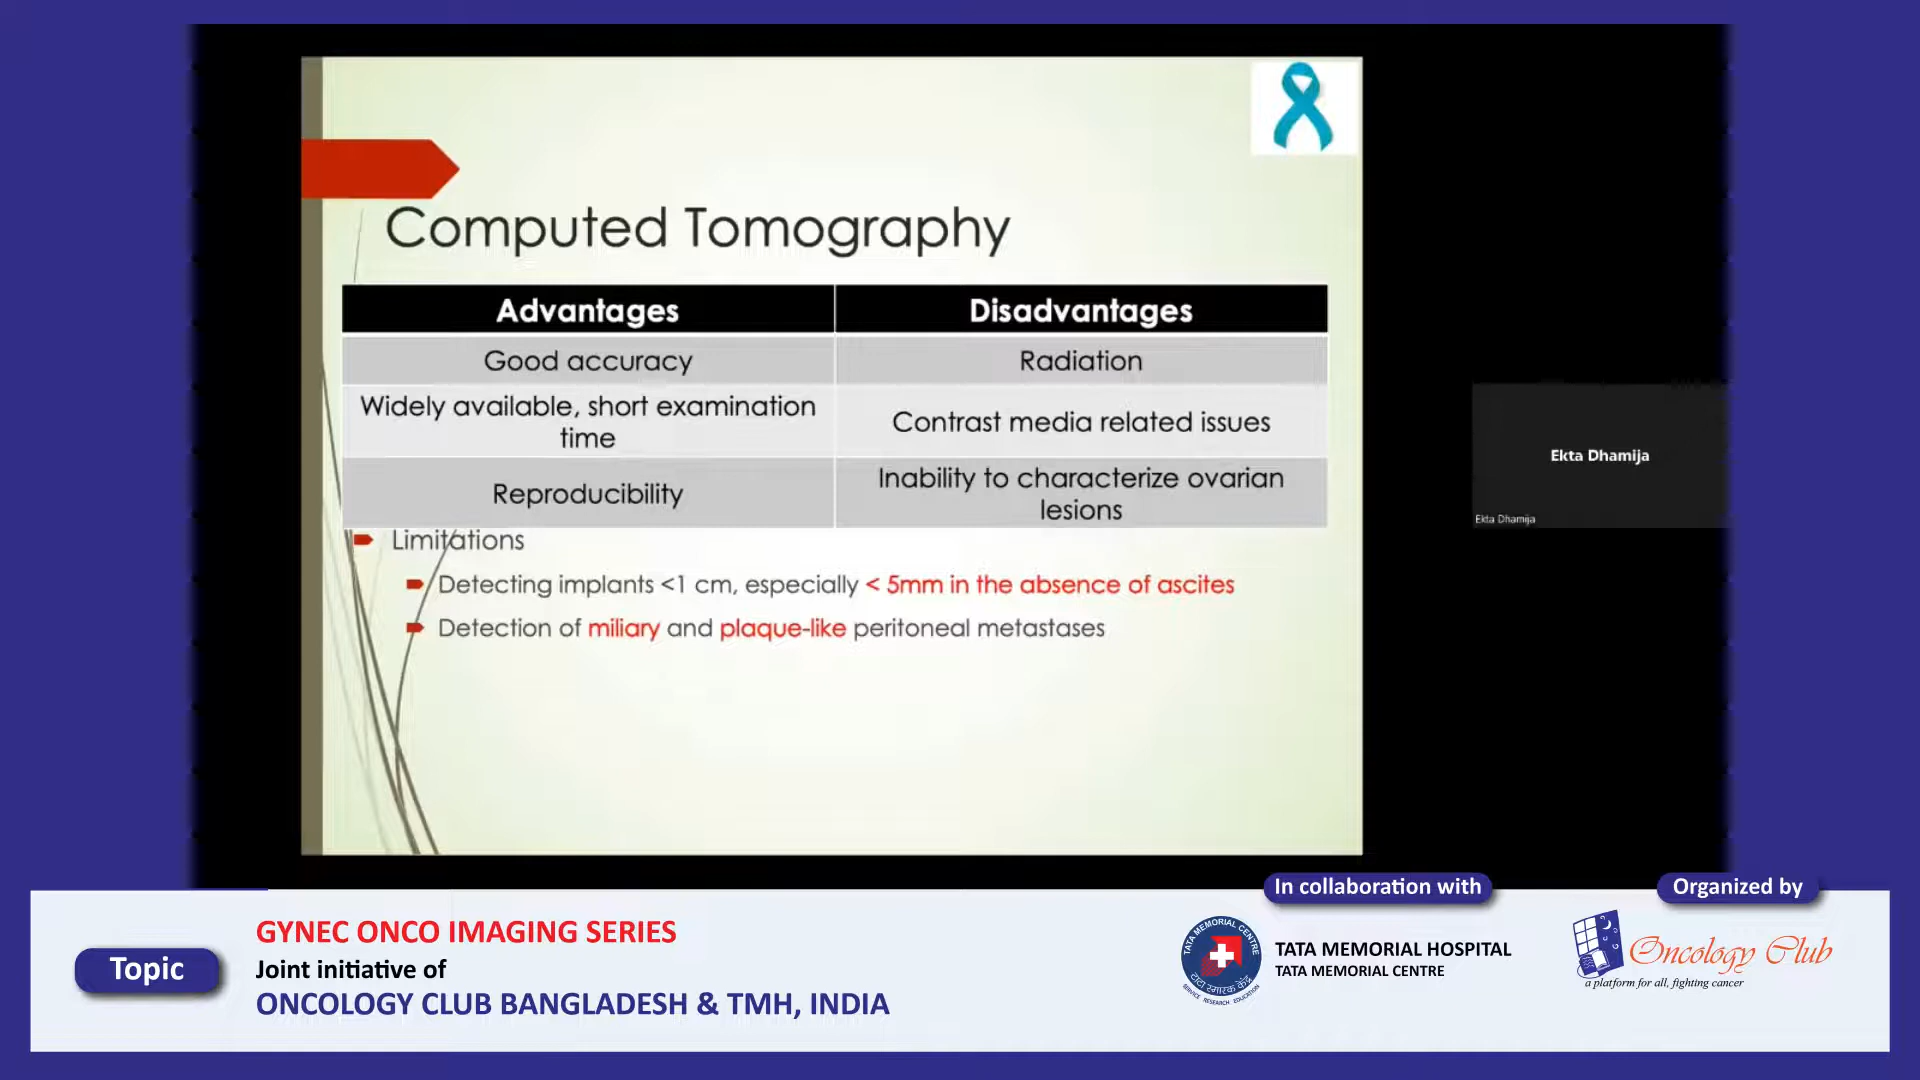 Computed Tomography
Advantages
Disadvantages
Good accuracy
Radiation
Widely available, short examination
time
Contrast media related issues
Reproducibility
Inability to characterize ovarian
lesions
Limitations
Detecting implants <1 cm, especially < 5mm in the absence of ascites
Detection of miliary and plaque-like peritoneal metastases
Ekta Dhamija
Ekta Dhamija
Topic
GYNEC ONCO IMAGING SERIES
Joint initiative of
ONCOLOGY CLUB BANGLADESH & TMH, INDIA
In collaboration with
TATA MEMORIAL CENTRE
टाटा स्मारक केंद्र
SERVICE RESEARCH EDUCATION
TATA MEMORIAL HOSPITAL
TATA MEMORIAL CENTRE
Organized by
Oncology Club
a platform for all, fighting cancer